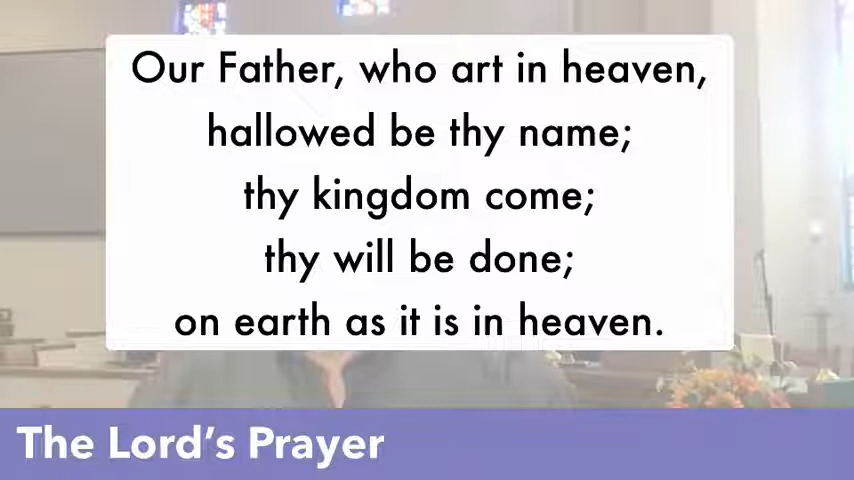 Our Father, who art in heaven,
hallowed be thy name;
thy kingdom come;
thy will be done;
on earth as it is in heaven.
The Lord's Prayer